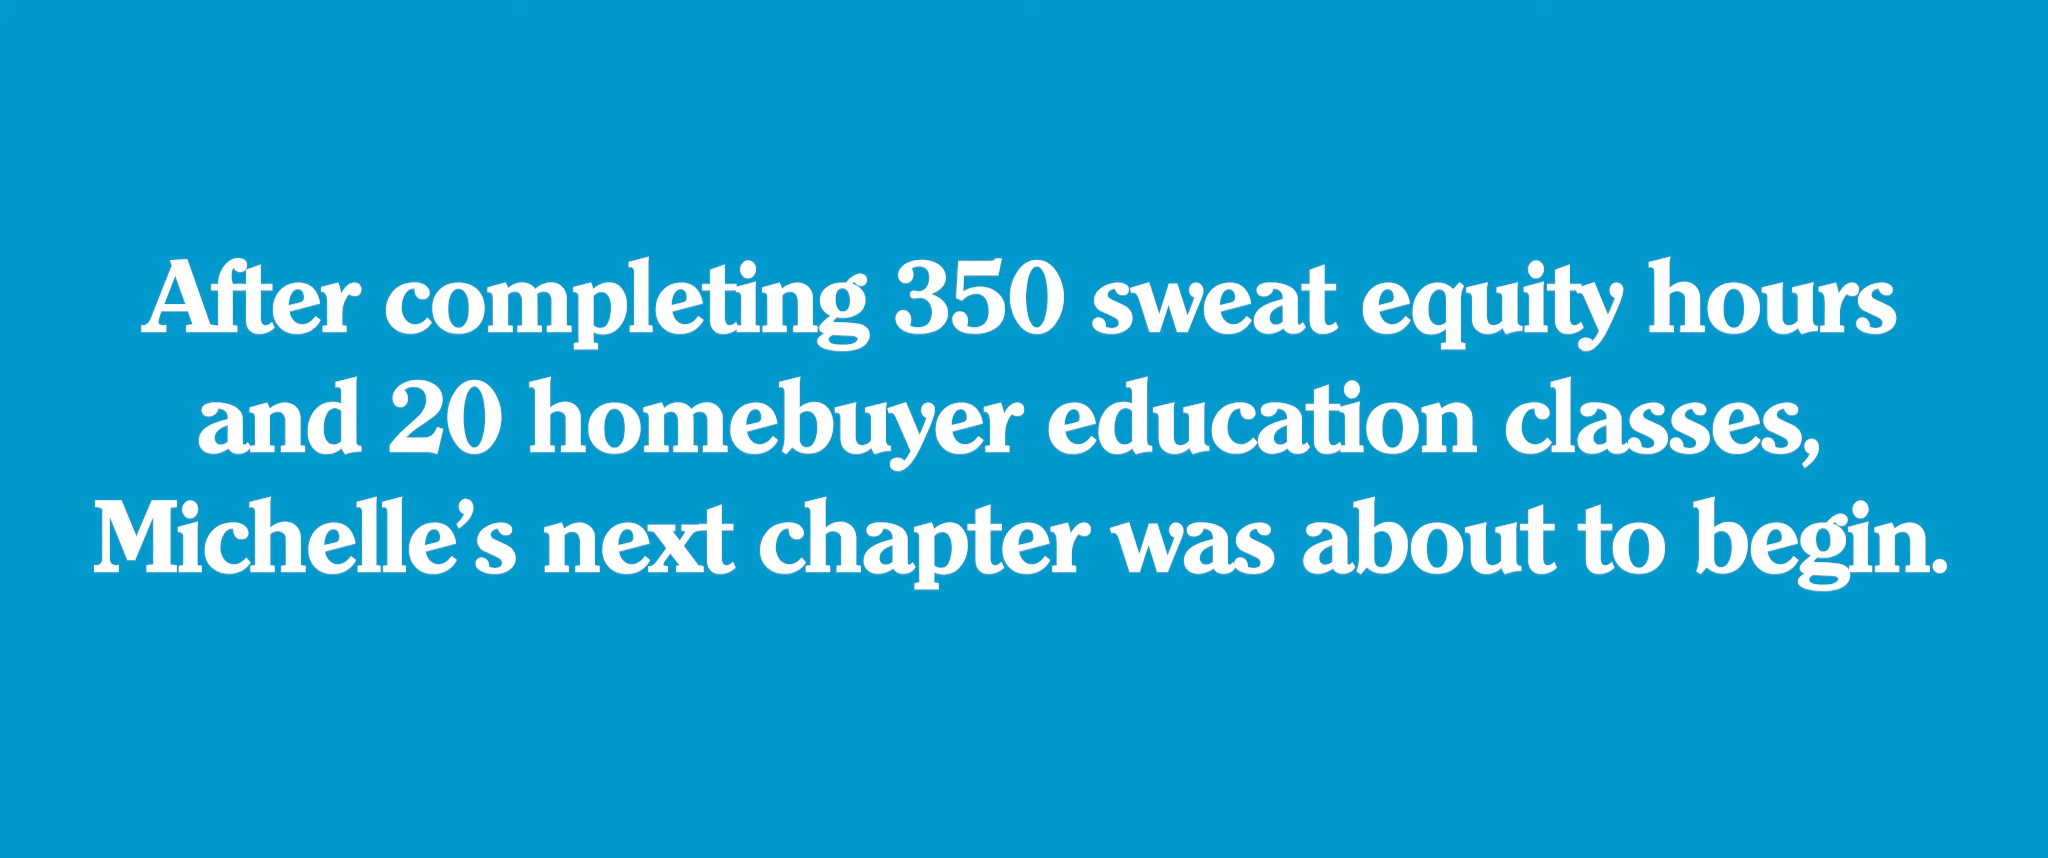 After completing 350 sweat equity hours
and 20 homebuyer education classes,
Michelle’s next chapter was about to begin.